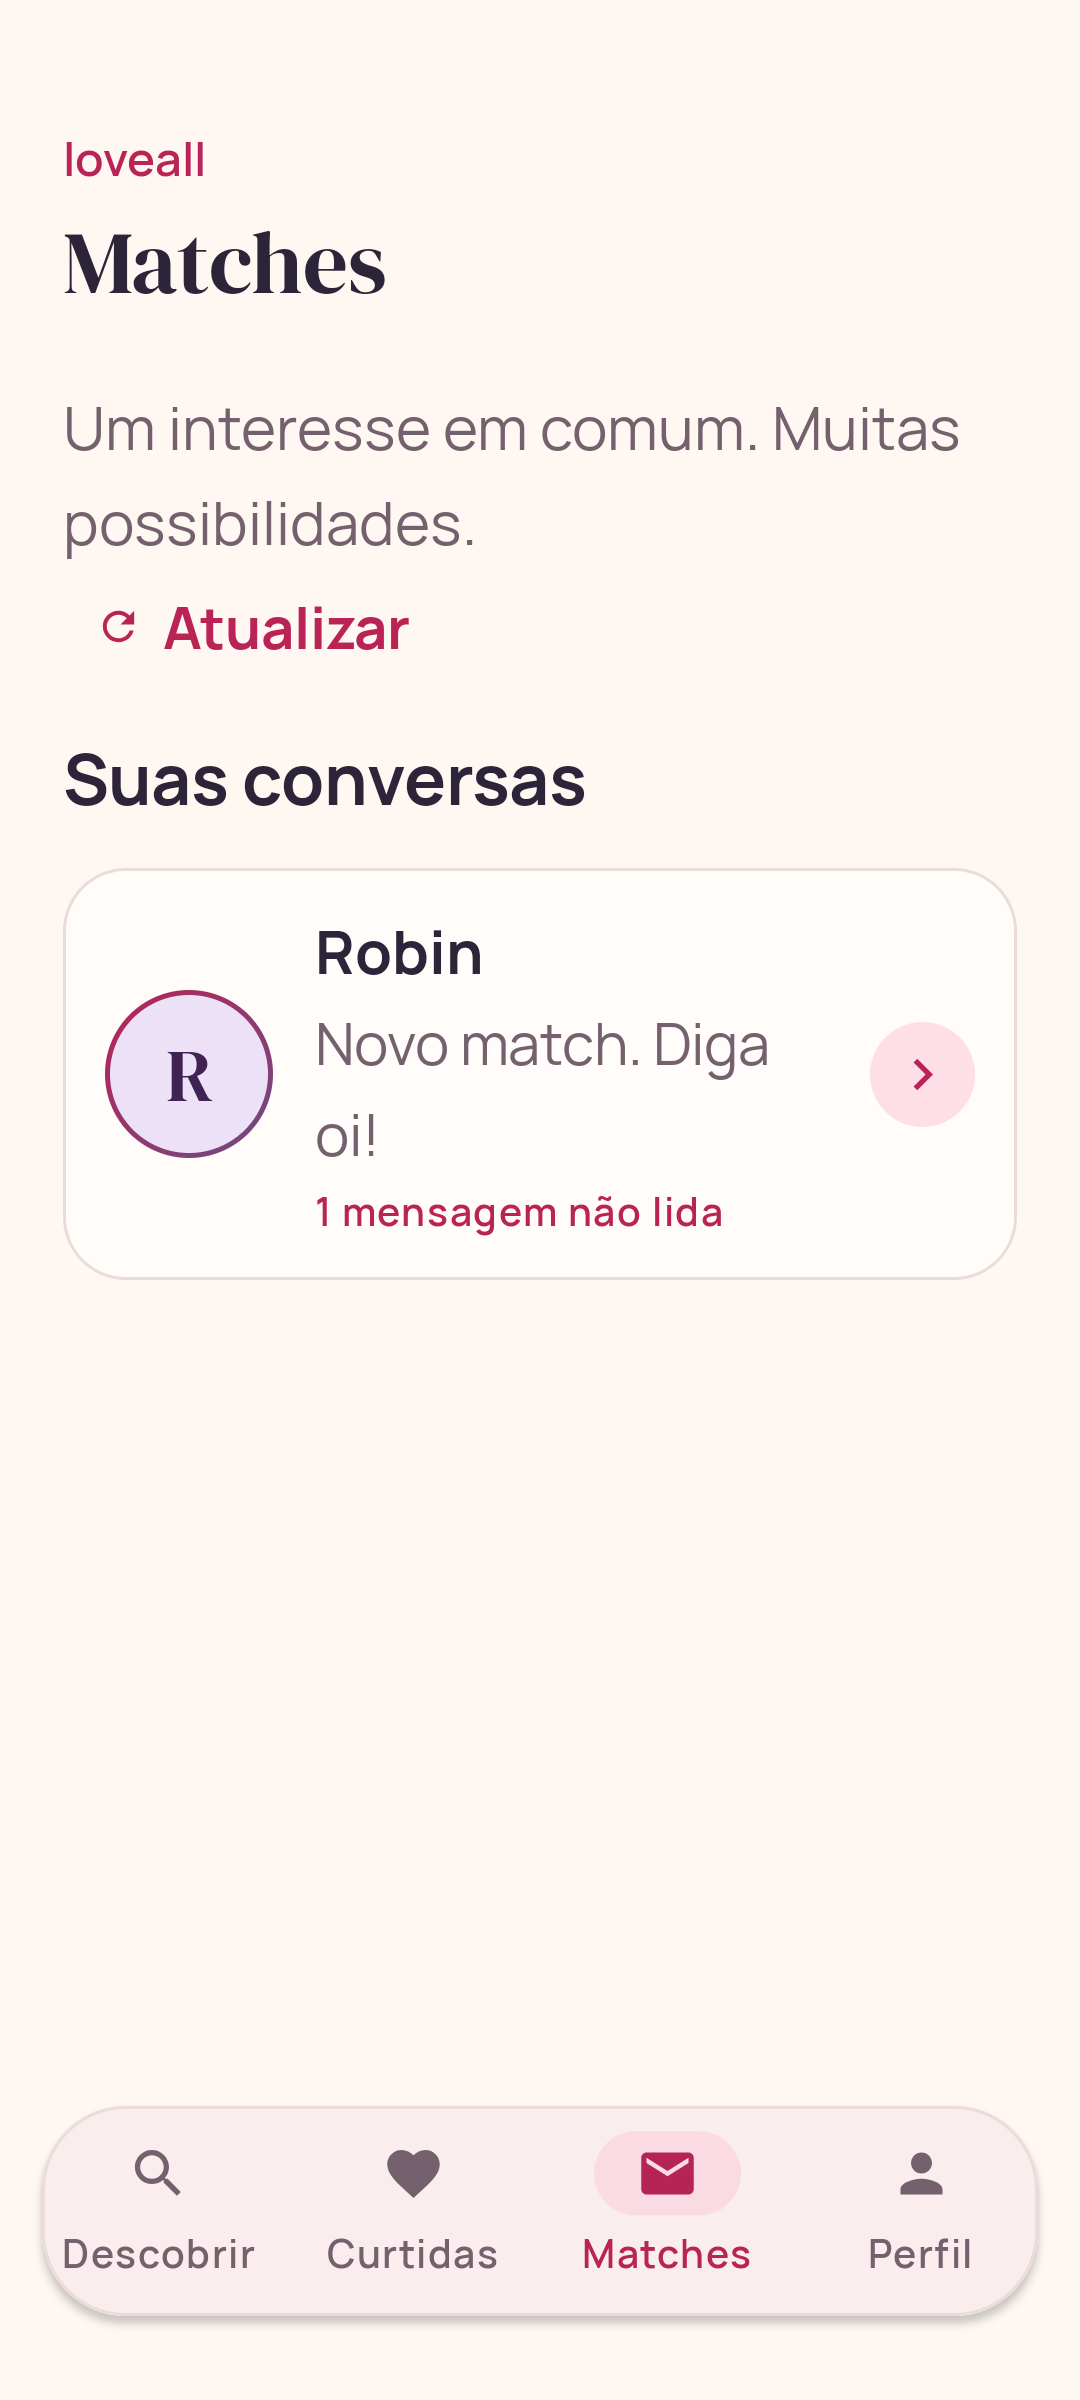 loveall
Matches
Um interesse em comum. Muitas
possibilidades.
Atualizar
Suas conversas
R
Robin
Novo match. Diga
oi!
1 mensagem não lida
Descobrir
Curtidas
Matches
Perfil